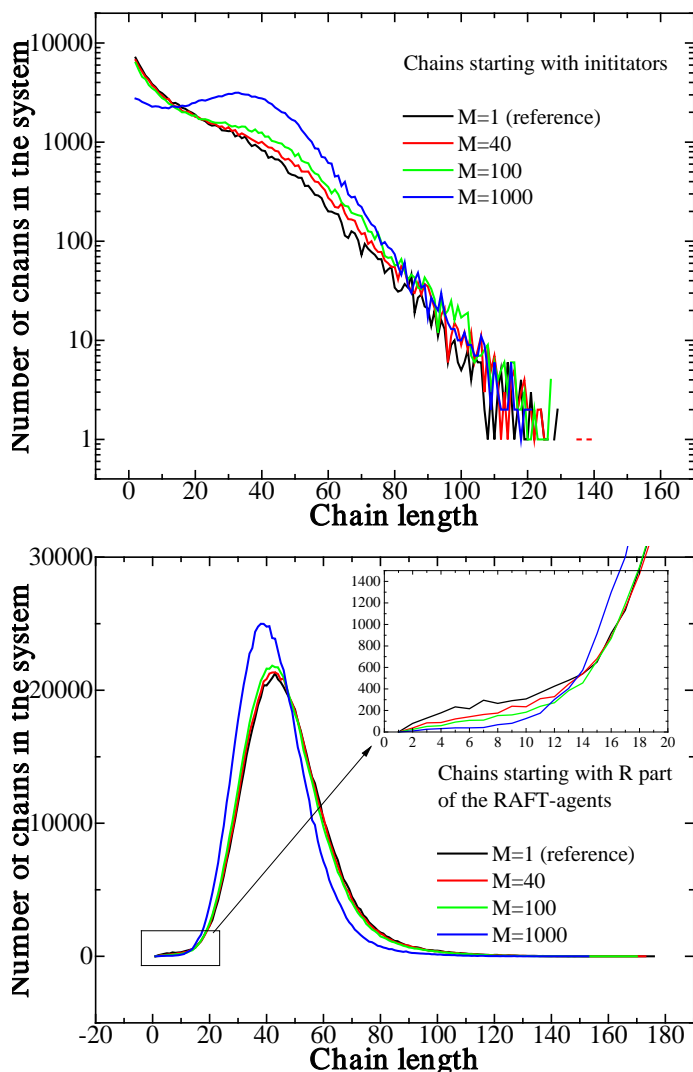 10000
1000
100
10
1
Number of chains in the system
Chains starting with inititators
M=1 (reference)
M=40
M=100
M=1000
0 20 40 60 80 100 120 140 160
Chain length
30000
20000
10000
0
Number of chains in the system
1400
1200
1000
800
600
400
200
0
0 2 4 6 8 10 12 14 16 18 20
Chains starting with R part
of the RAFT-agents
M=1 (reference)
M=40
M=100
M=1000
-20 0 20 40 60 80 100 120 140 160 180
Chain length